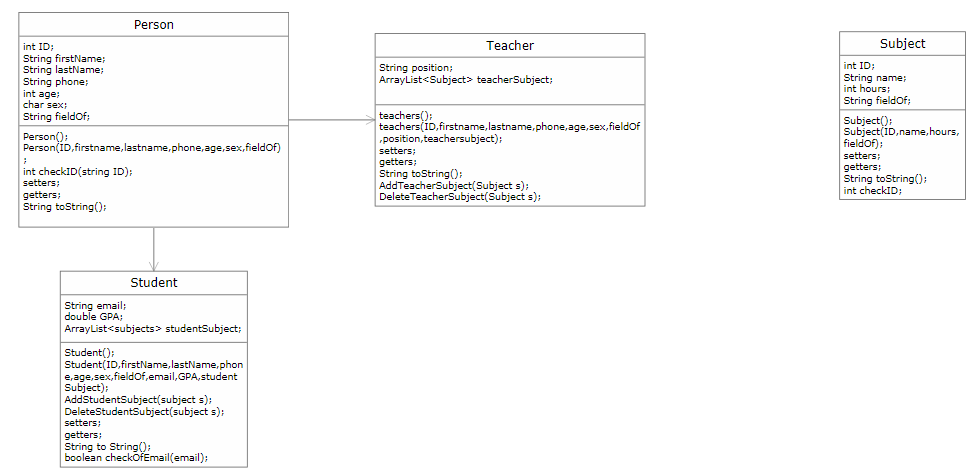 Person
int ID;
String firstName;
String lastName;
String phone;
int age;
char sex;
String fieldOf;
Person();
Person(ID,firstname,lastname,phone,age,sex,fieldOf)
;
int checkID(string ID);
setters;
getters;
String toString();
Teacher
String position;
ArrayList<Subject> teacherSubject;
teachers();
teachers(ID,firstname,lastname,phone,age,sex,fieldOf
,position,teachersubject);
setters;
getters;
String toString();
AddTeacherSubject(Subject s);
DeleteTeacherSubject(Subject s);
Subject
int ID;
String name;
int hours;
String fieldOf;
Subject();
Subject(ID,name,hours,
fieldOf);
setters;
getters;
String toString();
int checkID;
Student
String email;
double GPA;
ArrayList<subjects> studentSubject;
Student();
Student(ID,firstName,lastName,phon
e,age,sex,fieldOf,email,GPA,student
Subject);
AddStudentSubject(subject s);
DeleteStudentSubject(subject s);
setters;
getters;
String to String();
boolean checkOfEmail(email);